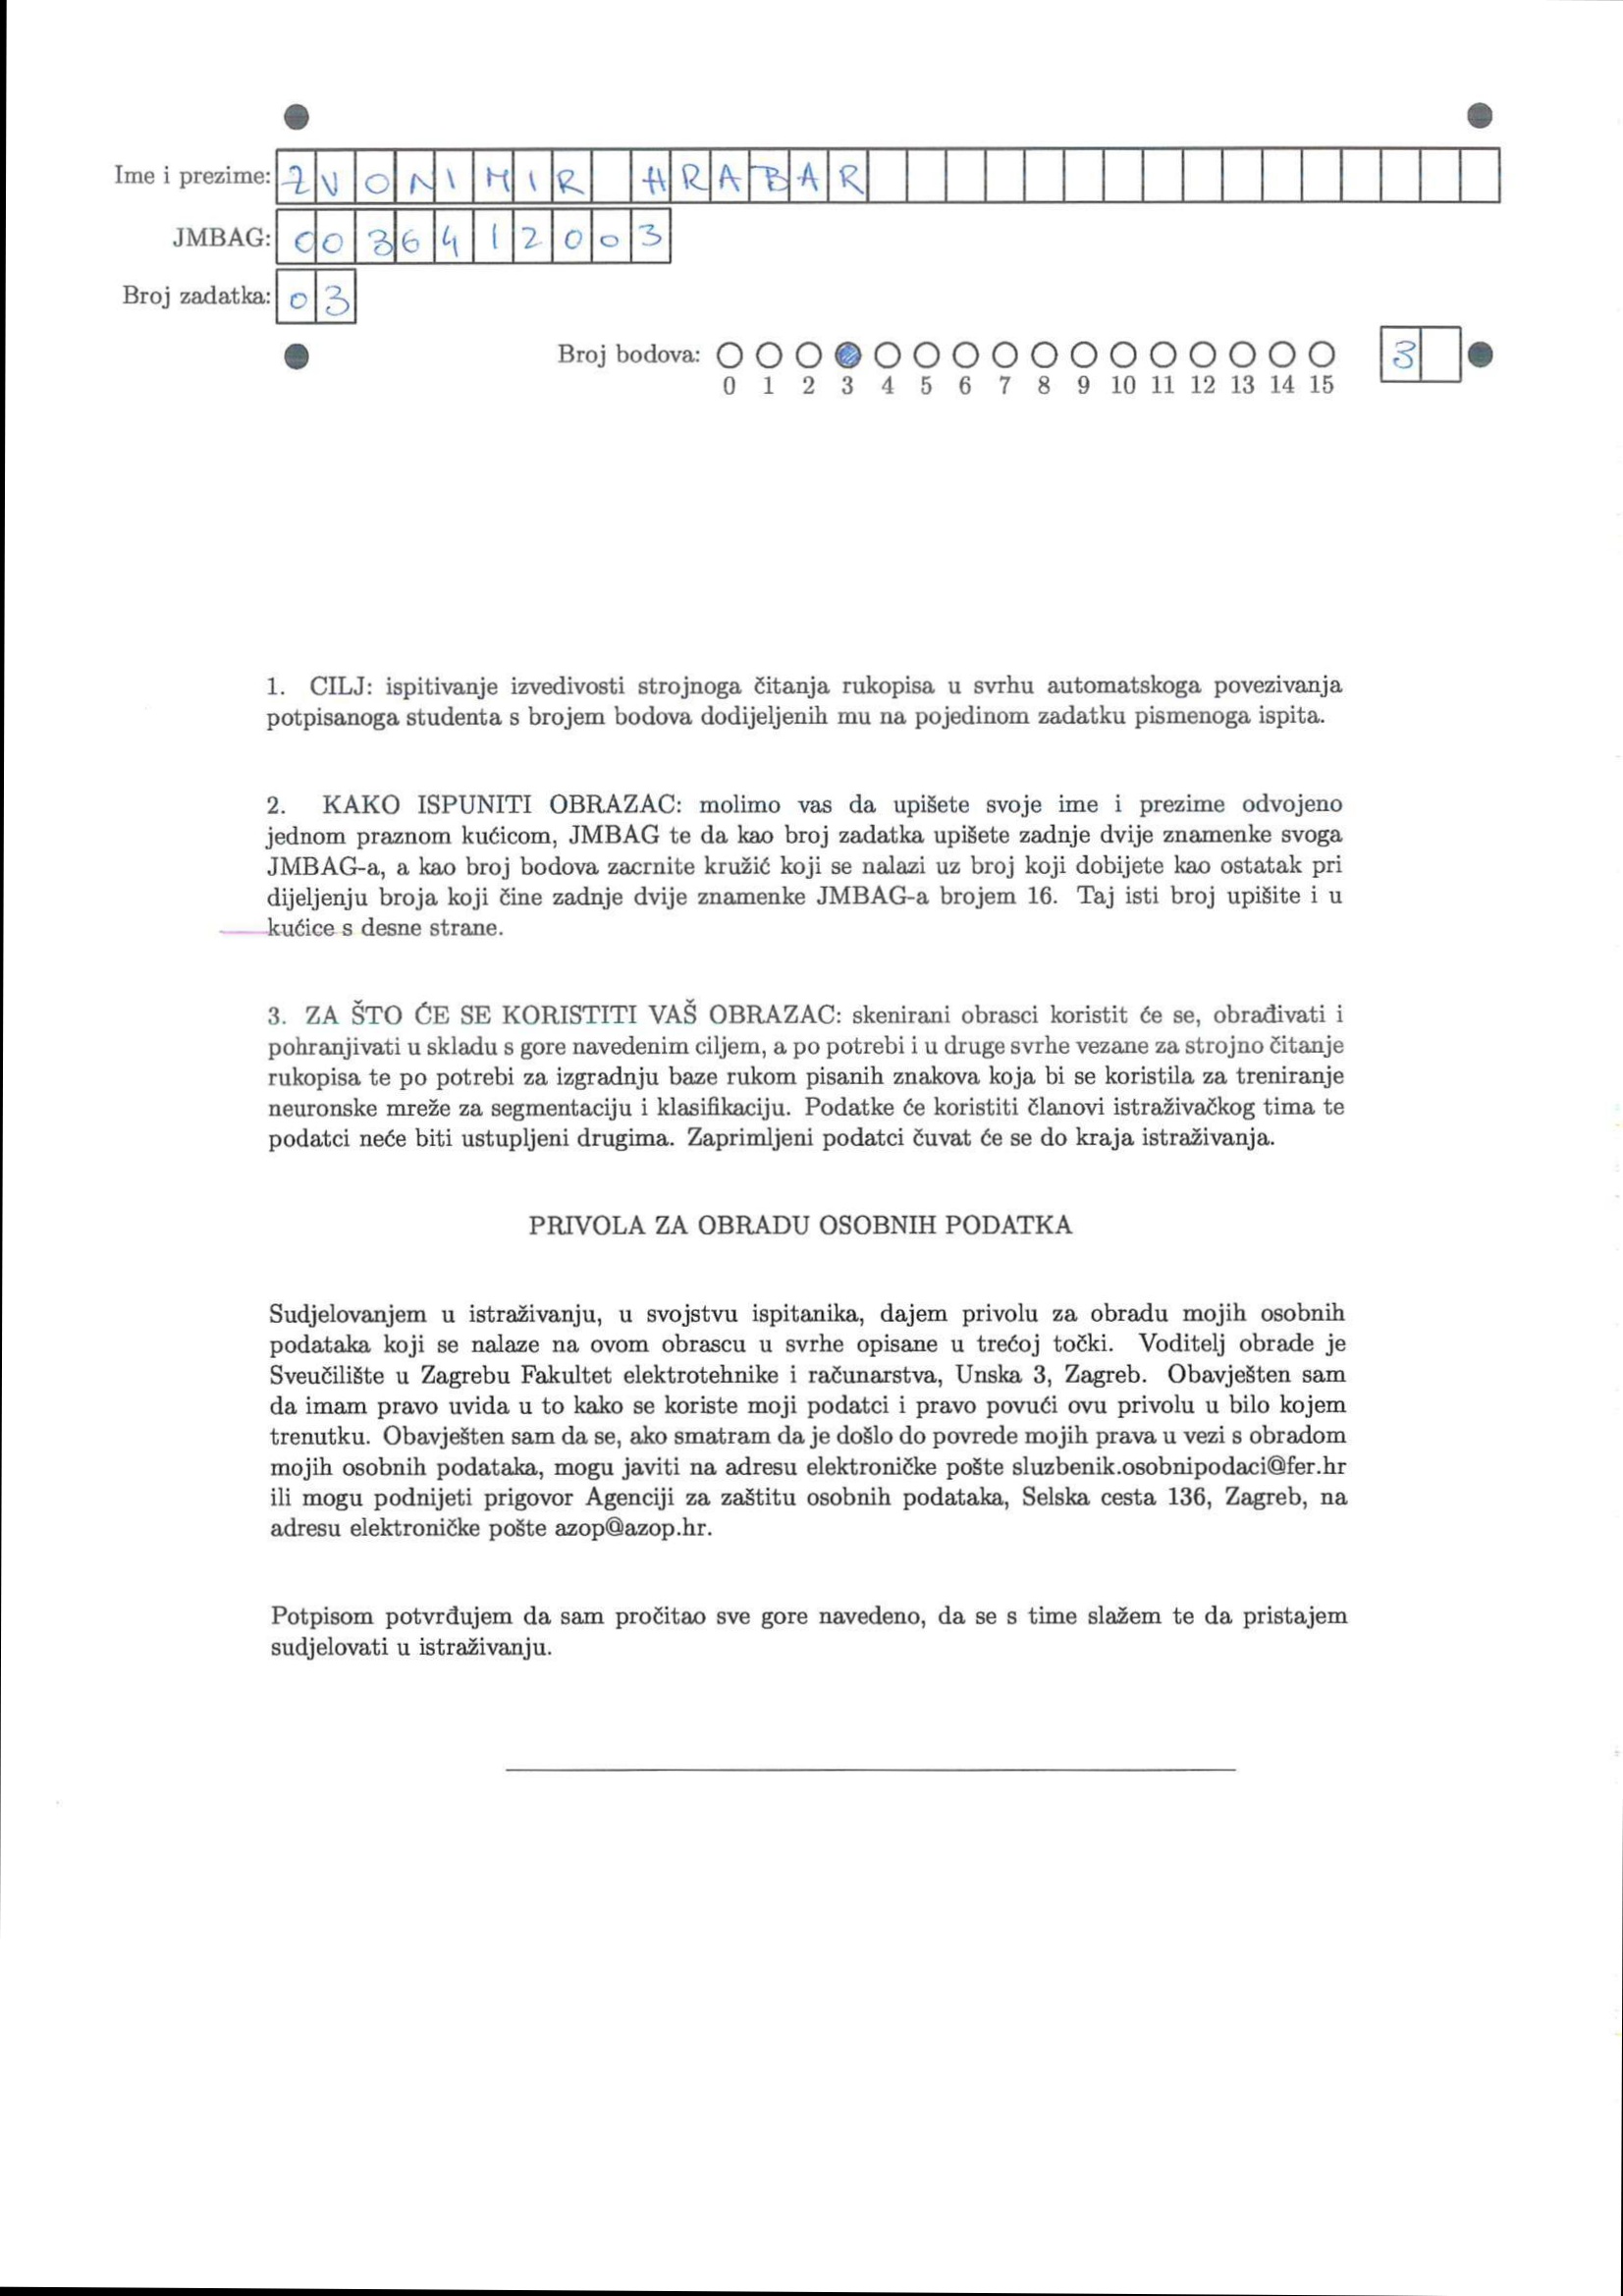 Ime i prezime: ZVONIMIR HRABAR
JMBAG: 0036412003
Broj zadatka: 03
Broj bodova: 3
0 1 2 3 4 5 6 7 8 9 10 11 12 13 14 15
1. CILJ: ispitivanje izvedivosti strojnoga čitanja rukopisa u svrhu automatskoga povezivanja
potpisanoga studenta s brojem bodova dodijeljenih mu na pojedinom zadatku pismenoga ispita.
2. KAKO ISPUNITI OBRAZAC: molimo vas da upišete svoje ime i prezime odvojeno
jednom praznom kućicom, JMBAG te da kao broj zadatka upišete zadnje dvije znamenke svoga
JMBAG-a, a kao broj bodova zacrnite kružić koji se nalazi uz broj koji dobijete kao ostatak pri
dijeljenju broja koji čine zadnje dvije znamenke JMBAG-a brojem 16. Taj isti broj upišite i u
kućice s desne strane.
3. ZA ŠTO ĆE SE KORISTITI VAŠ OBRAZAC: skenirani obrasci koristit će se, obrađivati i
pohranjivati u skladu s gore navedenim ciljem, a po potrebi i u druge svrhe vezane za strojno čitanje
rukopisa te po potrebi za izgradnju baze rukom pisanih znakova koja bi se koristila za treniranje
neuronske mreže za segmentaciju i klasifikaciju. Podatke će koristiti članovi istraživačkog tima te
podatci neće biti ustupljeni drugima. Zaprimljeni podatci čuvat će se do kraja istraživanja.
PRIVOLA ZA OBRADU OSOBNIH PODATKA
Sudjelovanjem u istraživanju, u svojstvu ispitanika, dajem privolu za obradu mojih osobnih
podataka koji se nalaze na ovom obrascu u svrhe opisane u trećoj točki. Voditelj obrade je
Sveučilište u Zagrebu Fakultet elektrotehnike i računarstva, Unska 3, Zagreb. Obavješten sam
da imam pravo uvida u to kako se koriste moji podatci i pravo povući ovu privolu u bilo kojem
trenutku. Obavješten sam da se, ako smatram da je došlo do povrede mojih prava u vezi s obradom
mojih osobnih podataka, mogu javiti na adresu elektroničke pošte sluzbenik.osobnipodaci@fer.hr
ili mogu podnijeti prigovor Agenciji za zaštitu osobnih podataka, Selska cesta 136, Zagreb, na
adresu elektroničke pošte azop@azop.hr.
Potpisom potvrđujem da sam pročitao sve gore navedeno, da se s time slažem te da pristajem
sudjelovati u istraživanju.